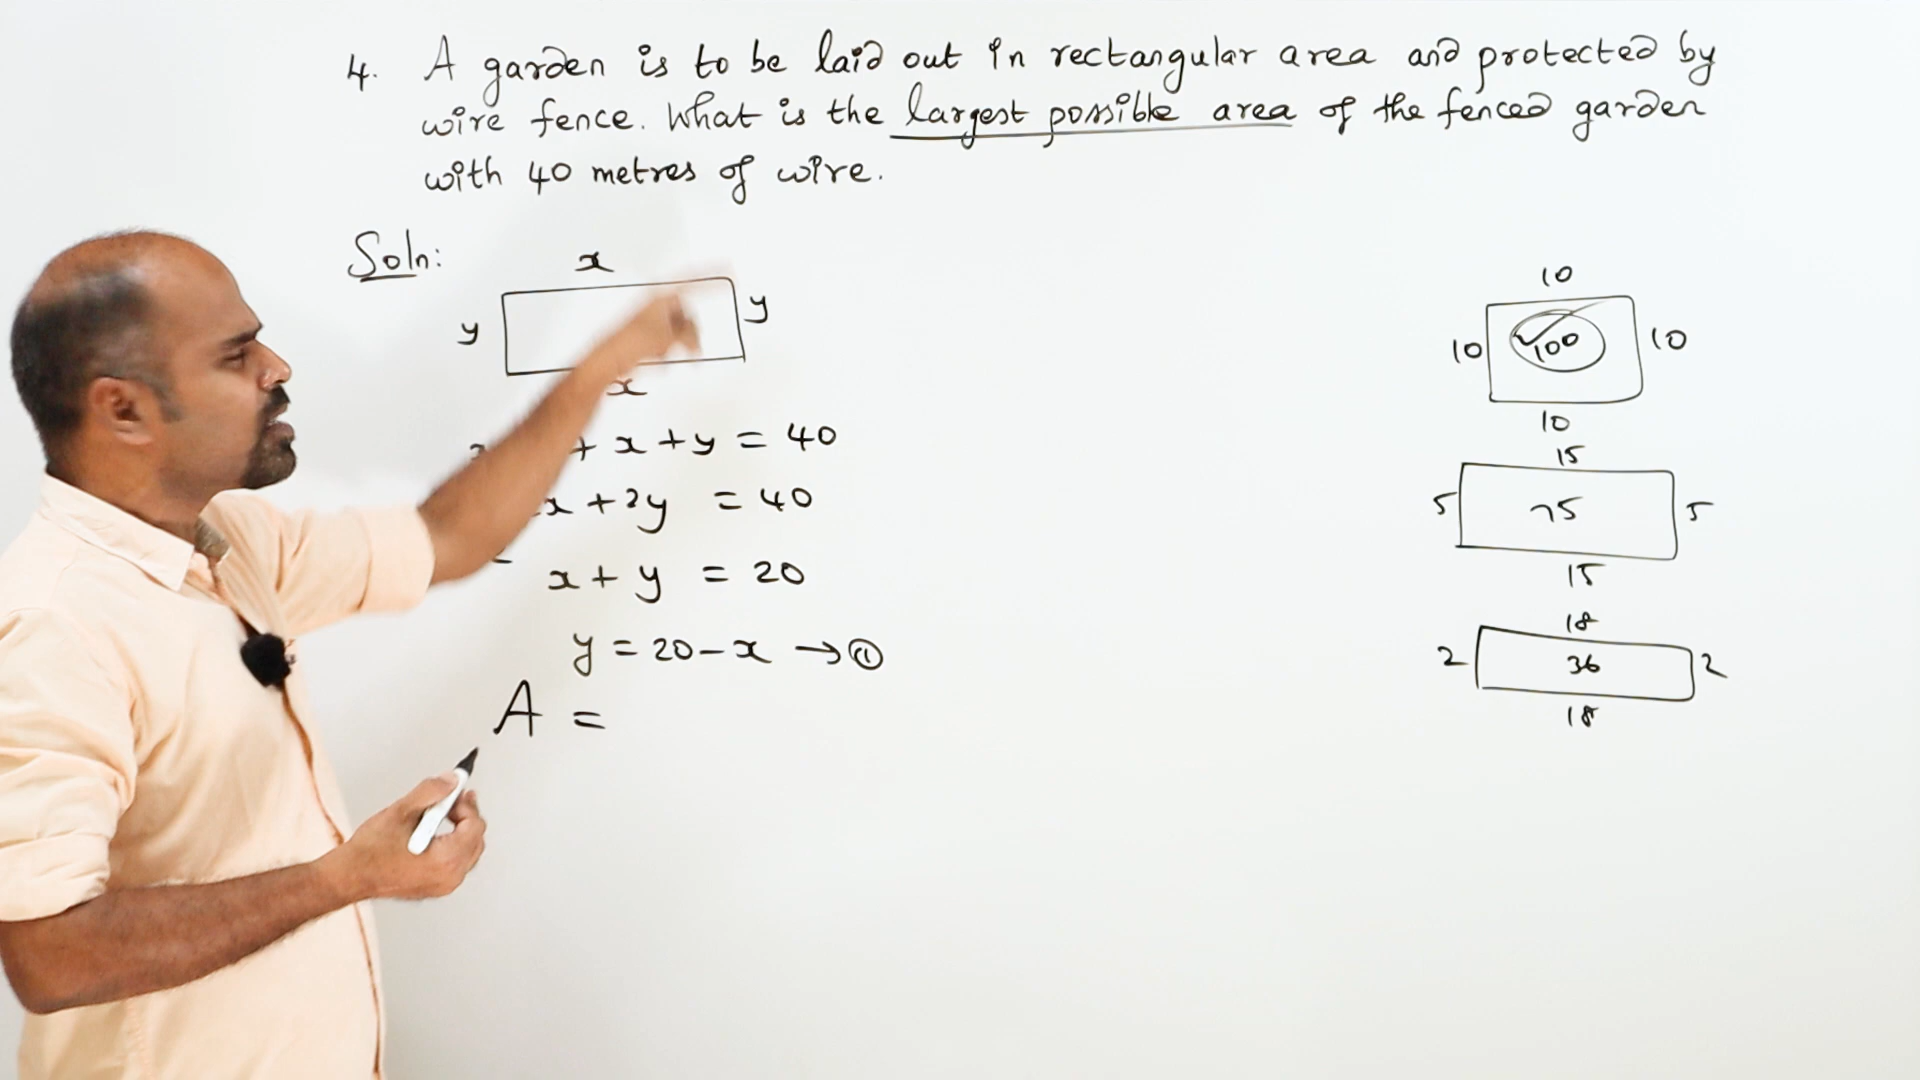 4. A garden is to be laid out in rectangular area and protected by
wire fence. What is the largest possible area of the fenced garden
with 40 metres of wire.
Soln:
x
y
y
x
+ x + y = 40
x + 2y = 40
x + y = 20
y = 20 - x → ①
A =
10
10 100 10
10
15
5 75 5
15
18
2 36 2
18